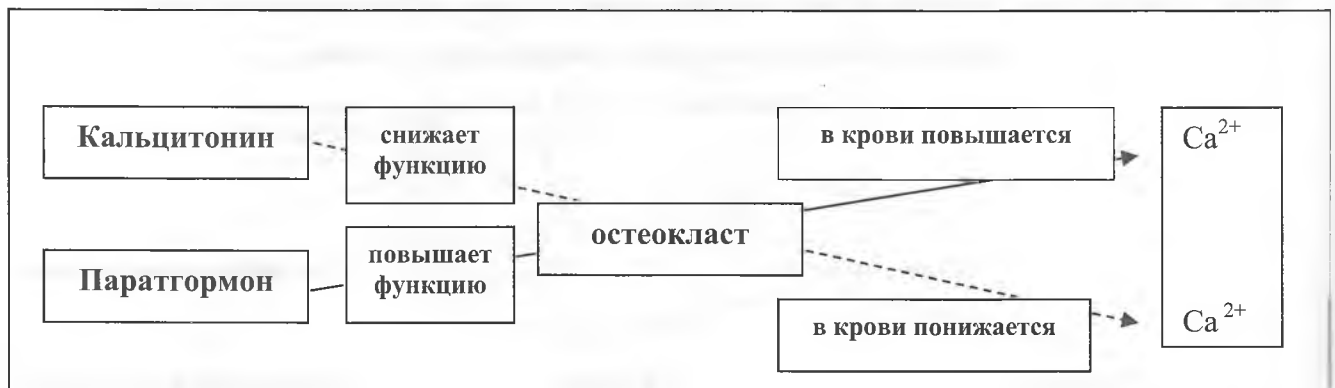 Кальцитонин
снижает
функцию
в крови повышается
Ca²⁺
остеокласт
Паратгормон
повышает
функцию
в крови понижается
Ca²⁺